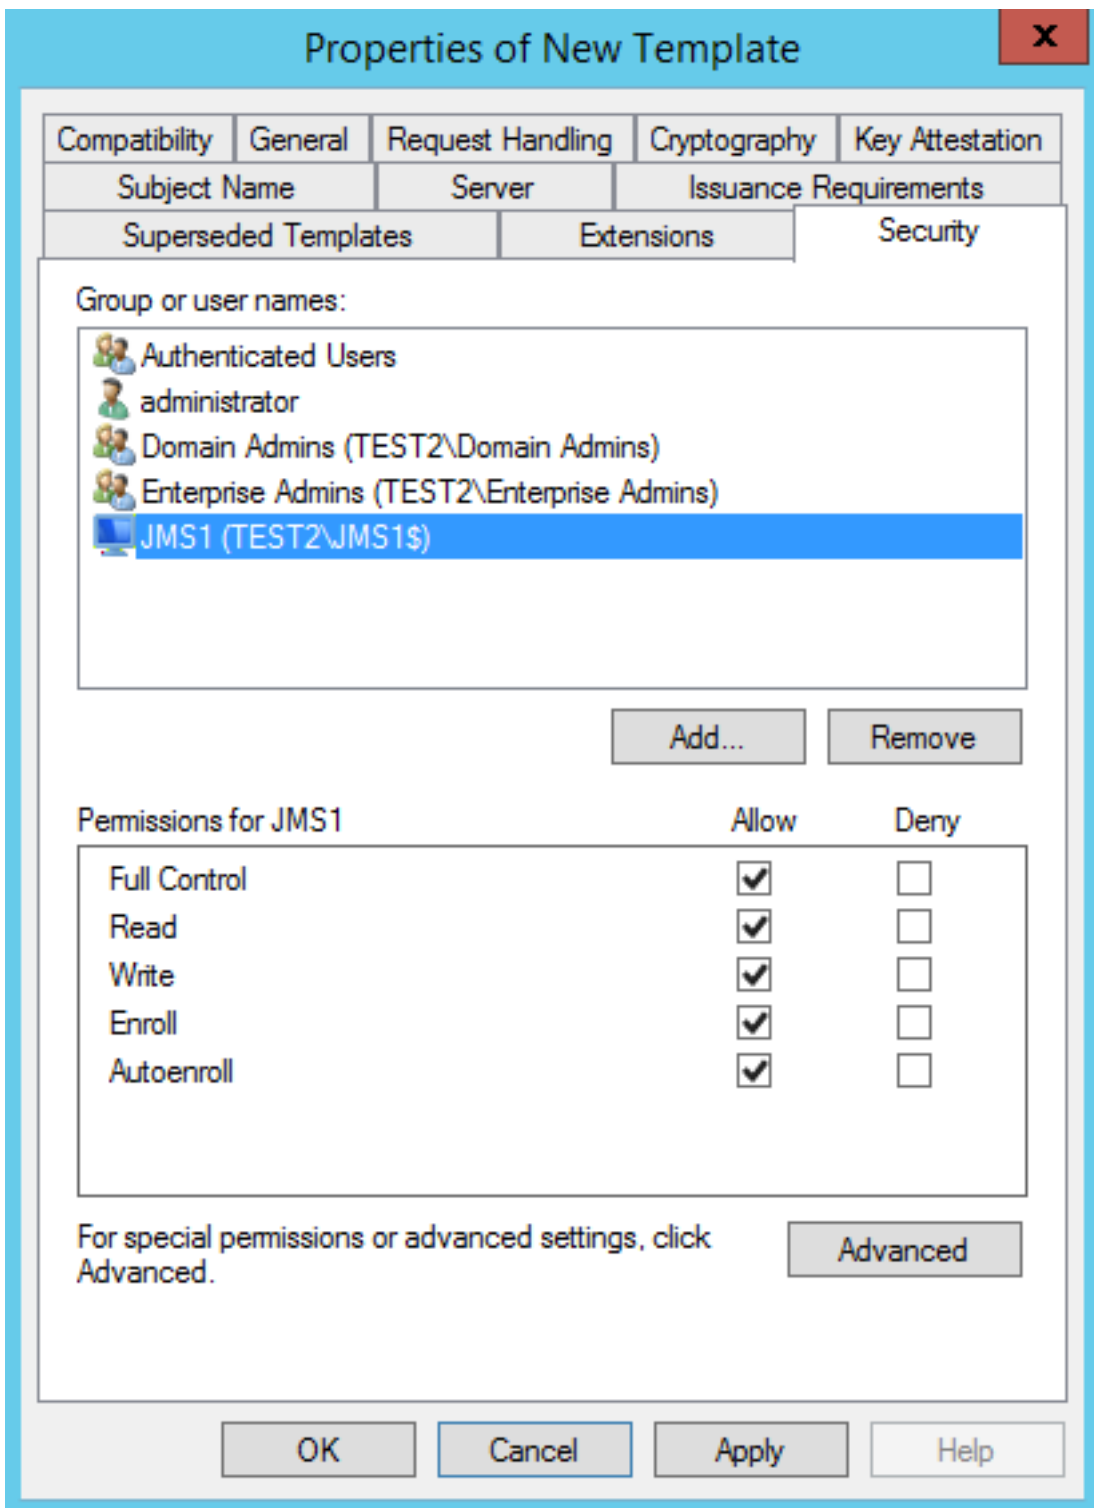 Properties of New Template
x
Compatibility General Request Handling Cryptography Key Attestation
Subject Name Server Issuance Requirements
Superseded Templates Extensions Security
Group or user names:
Authenticated Users
administrator
Domain Admins (TEST2\Domain Admins)
Enterprise Admins (TEST2\Enterprise Admins)
JMS1 (TEST2\JMS1$)
Add... Remove
Permissions for JMS1 Allow Deny
Full Control
Read
Write
Enroll
Autoenroll
For special permissions or advanced settings, click
Advanced.
Advanced
OK Cancel Apply Help